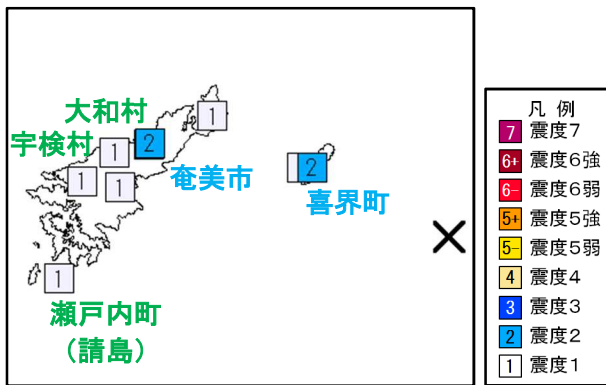 大和村
1
宇検村
1
2
奄美市
1
1
2
喜界町
1
瀬戸内町
(請島)
凡 例
7 震度7
6+ 震度6強
6- 震度6弱
5+ 震度5強
5- 震度5弱
4 震度4
3 震度3
2 震度2
1 震度1